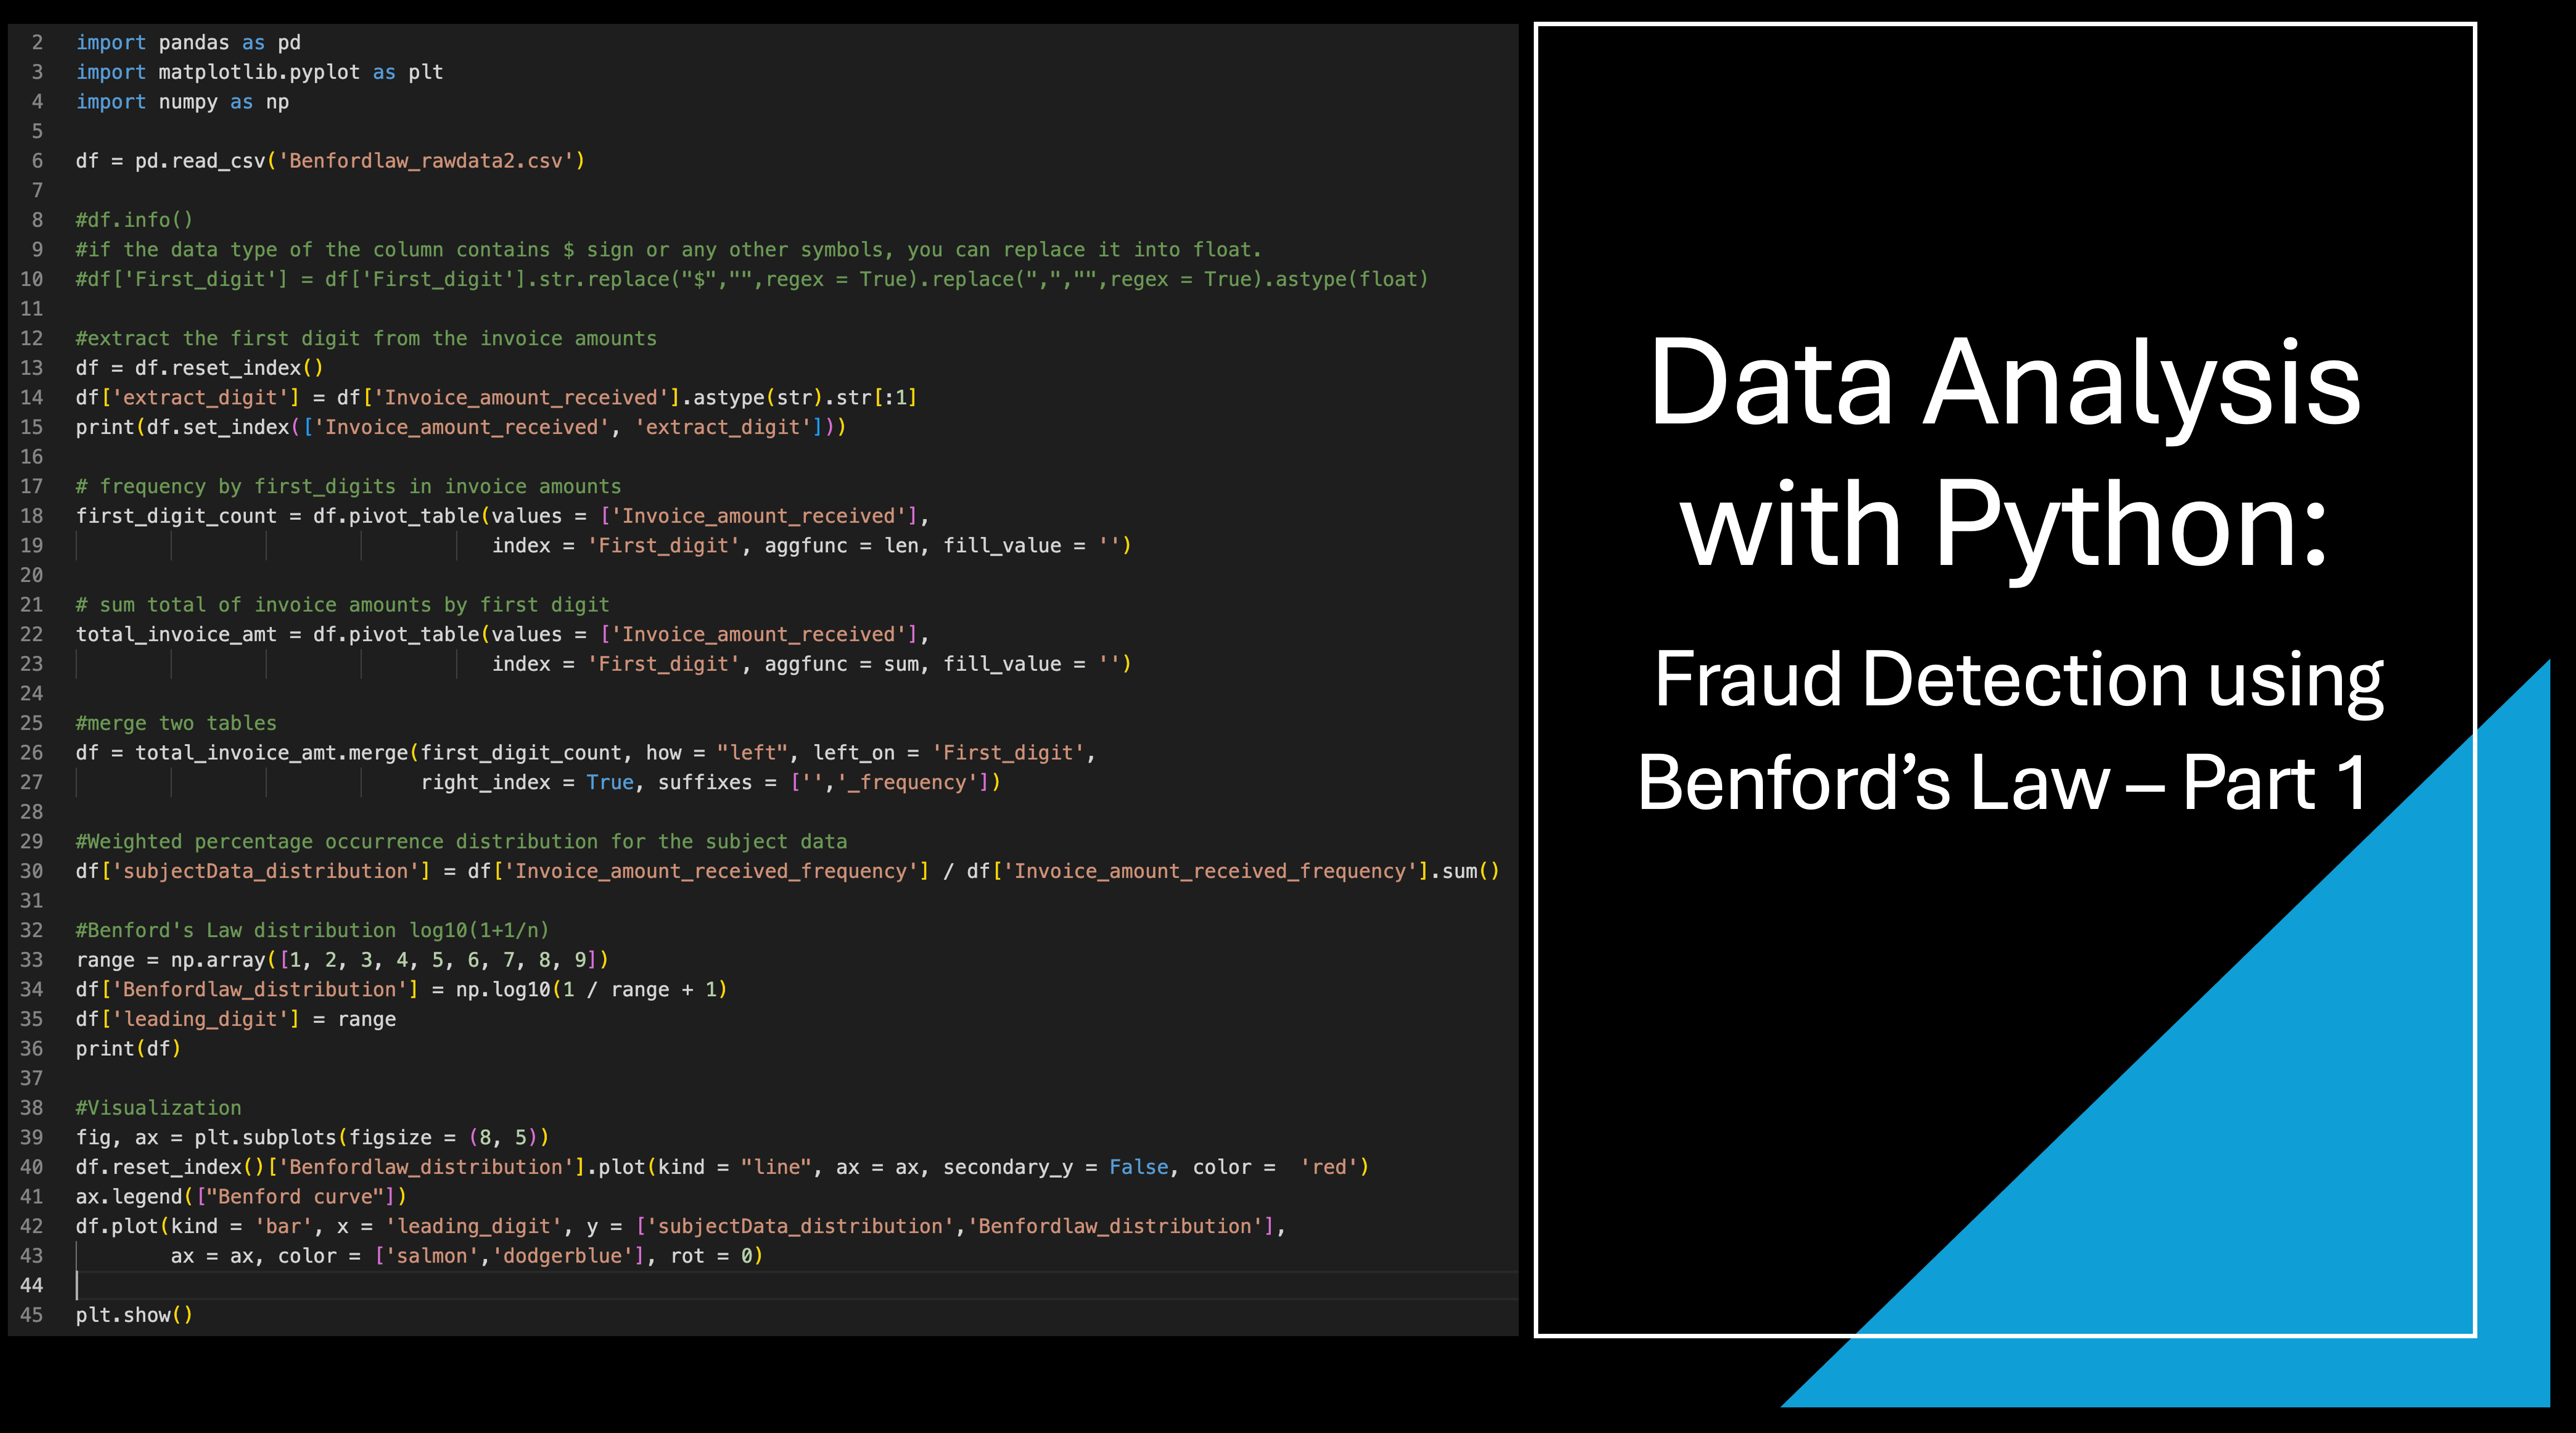 2 import pandas as pd
3 import matplotlib.pyplot as plt
4 import numpy as np
5
6 df = pd.read_csv('Benfordlaw_rawdata2.csv')
7
8 #df.info()
9 #if the data type of the column contains $ sign or any other symbols, you can replace it into float.
10 #df['First_digit'] = df['First_digit'].str.replace("$","",regex = True).replace(",","",regex = True).astype(float)
11
12 #extract the first digit from the invoice amounts
13 df = df.reset_index()
14 df['extract_digit'] = df['Invoice_amount_received'].astype(str).str[:1]
15 print(df.set_index(['Invoice_amount_received', 'extract_digit']))
16
17 # frequency by first_digits in invoice amounts
18 first_digit_count = df.pivot_table(values = ['Invoice_amount_received'],
19 index = 'First_digit', aggfunc = len, fill_value = '')
20
21 # sum total of invoice amounts by first digit
22 total_invoice_amt = df.pivot_table(values = ['Invoice_amount_received'],
23 index = 'First_digit', aggfunc = sum, fill_value = '')
24
25 #merge two tables
26 df = total_invoice_amt.merge(first_digit_count, how = "left", left_on = 'First_digit',
27 right_index = True, suffixes = ['','_frequency'])
28
29 #Weighted percentage occurrence distribution for the subject data
30 df['subjectData_distribution'] = df['Invoice_amount_received_frequency'] / df['Invoice_amount_received_frequency'].sum()
31
32 #Benford's Law distribution log10(1+1/n)
33 range = np.array([1, 2, 3, 4, 5, 6, 7, 8, 9])
34 df['Benfordlaw_distribution'] = np.log10(1 / range + 1)
35 df['leading_digit'] = range
36 print(df)
37
38 #Visualization
39 fig, ax = plt.subplots(figsize = (8, 5))
40 df.reset_index()['Benfordlaw_distribution'].plot(kind = "line", ax = ax, secondary_y = False, color =  'red')
41 ax.legend(["Benford curve"])
42 df.plot(kind = 'bar', x = 'leading_digit', y = ['subjectData_distribution','Benfordlaw_distribution'],
43 ax = ax, color = ['salmon','dodgerblue'], rot = 0)
44
45 plt.show()
Data Analysis
with Python:
Fraud Detection using
Benford’s Law – Part 1